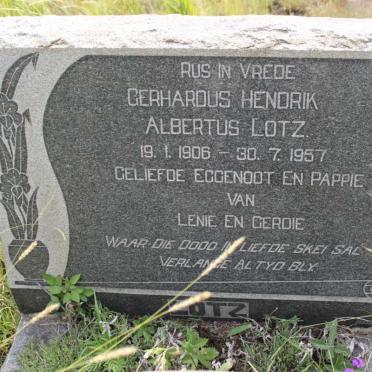 RUS IN VREDE
GERHARDUS HENDRIK
ALBERTUS LOTZ.
19. 1. 1906 - 30. 7. 1957
GELIEFDE EGGENOOT EN PAPPIE
VAN
LENIE EN GERDIE
WAAR DIE DOOD IN LIEFDE SKEI SAL
VERLANGE ALTYD BLY.
LOTZ